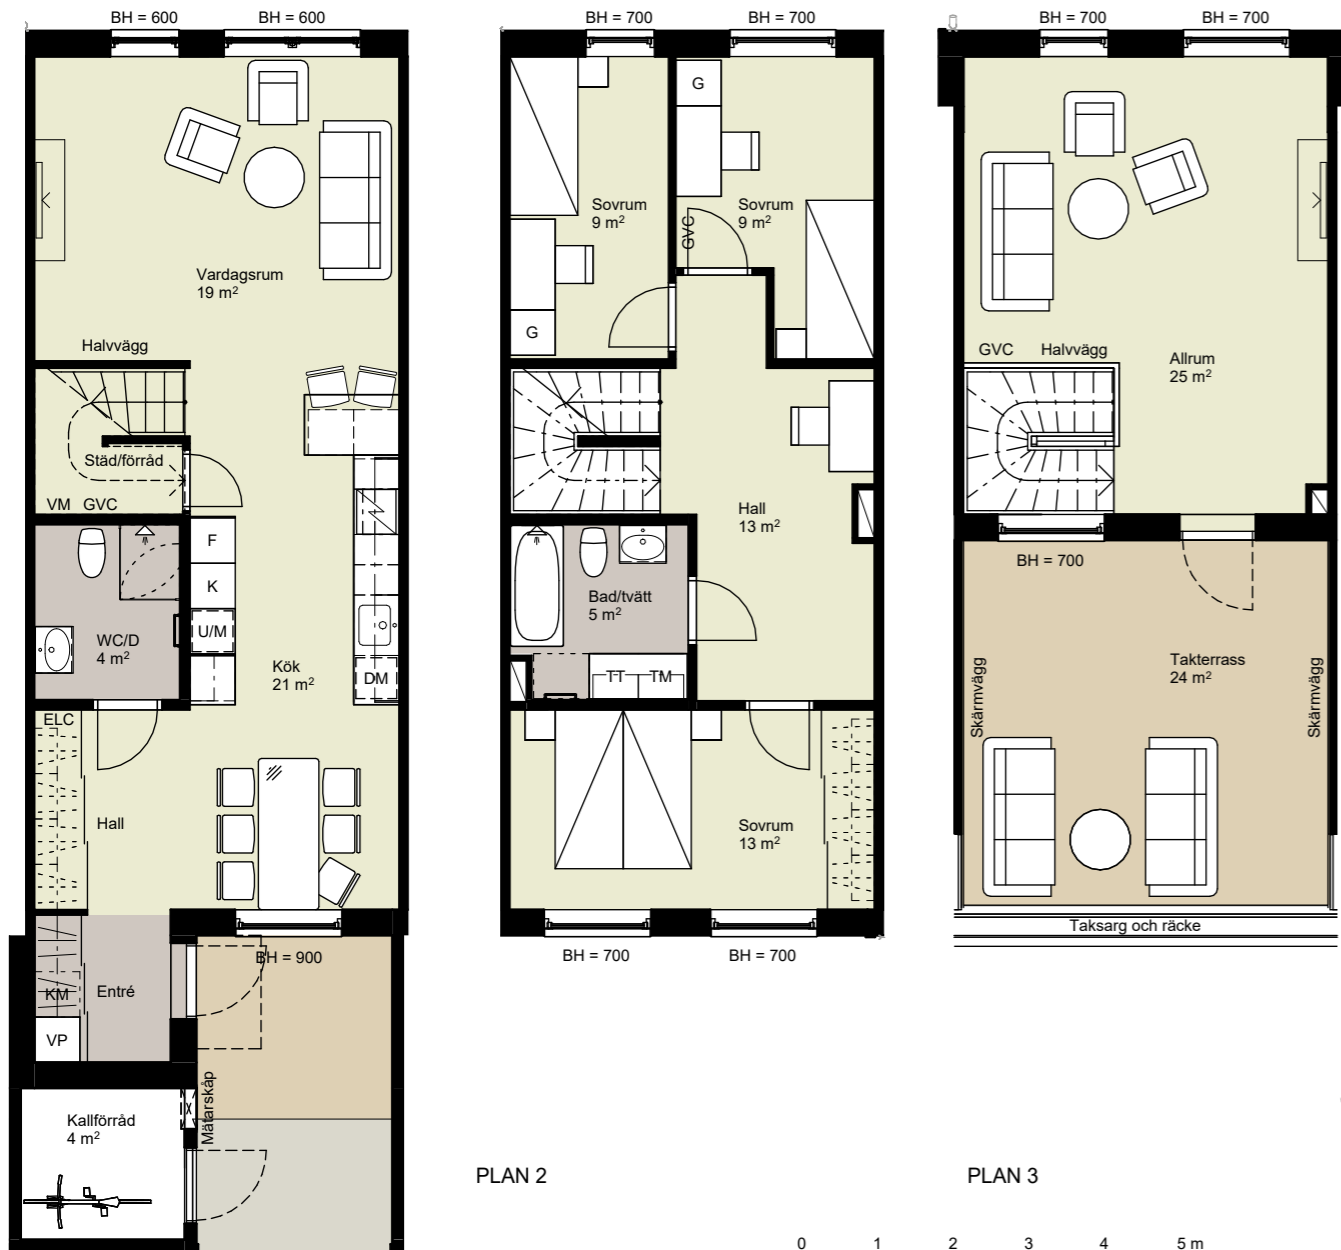 BH = 600
BH = 600
Vardagsrum
19 m²
Halvvägg
Städ/förråd
VM GVC
F
K
U/M
WC/D
4 m²
Kök
21 m²
DM
ELC
Hall
BH = 900
KM
Entré
VP
Mätarskåp
Kallförråd
4 m²
BH = 700
BH = 700
G
Sovrum
9 m²
GVC
Sovrum
9 m²
G
Hall
13 m²
Bad/tvätt
5 m²
TT
TM
Sovrum
13 m²
BH = 700
BH = 700
PLAN 2
BH = 700
BH = 700
GVC
Halvvägg
Allrum
25 m²
BH = 700
Skärmvägg
Takterrass
24 m²
Skärmvägg
Taksarg och räcke
PLAN 3
0 1 2 3 4 5 m